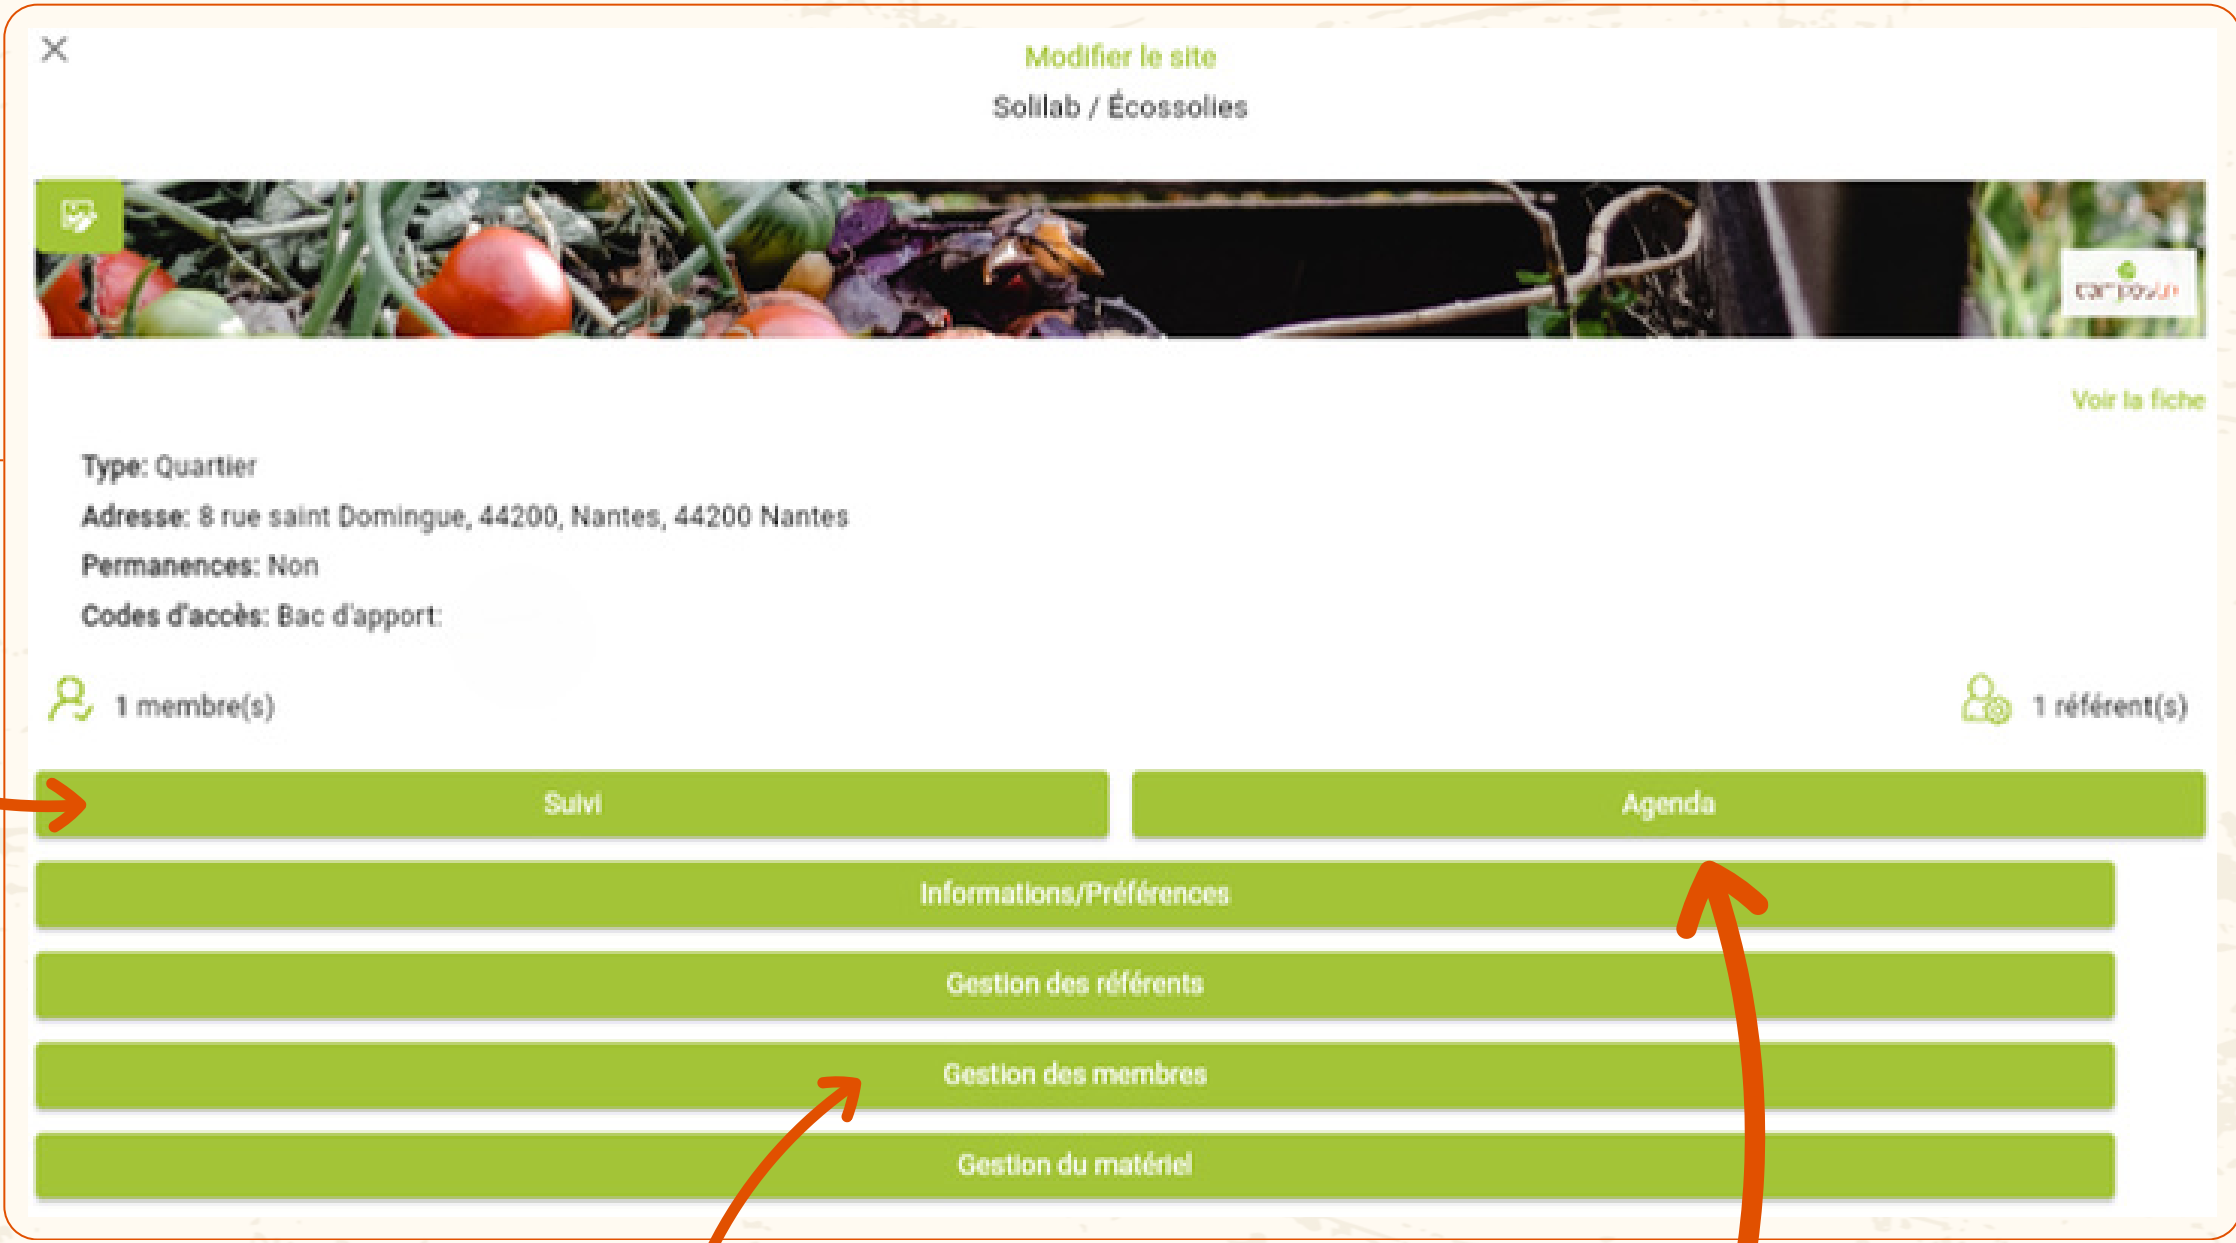 Modifier le site
Solilab / Écossolies
Voir la fiche
Type: Quartier
Adresse: 8 rue saint Domingue, 44200, Nantes, 44200 Nantes
Permanences: Non
Codes d'accès: Bac d'apport:
1 membre(s)
1 référent(s)
Suivi
Agenda
Informations/Préférences
Gestion des référents
Gestion des membres
Gestion du matériel